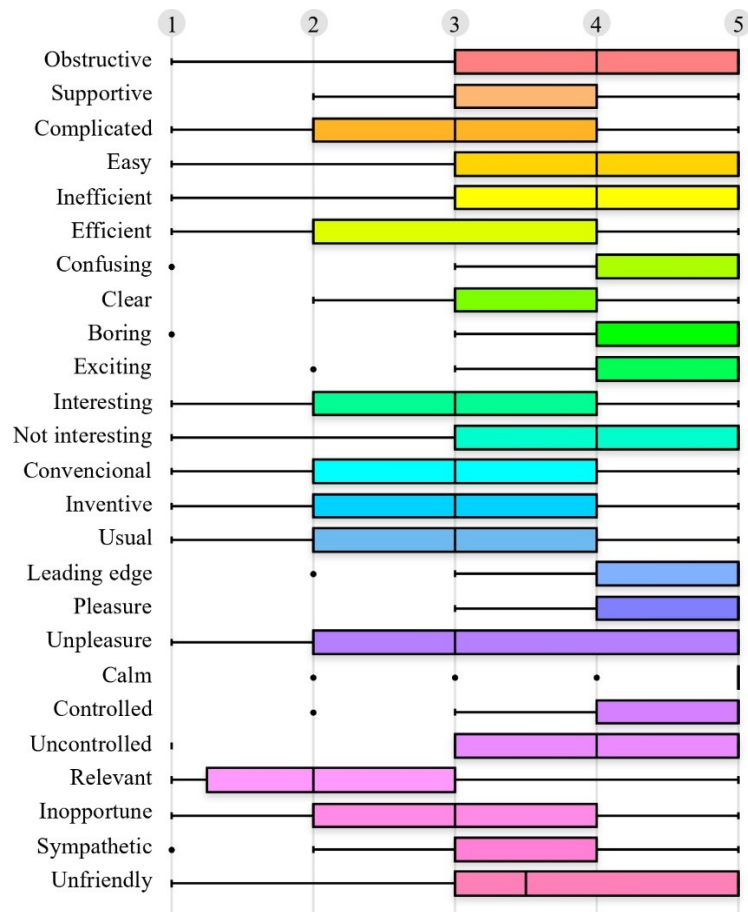 1 2 3 4 5
Obstructive
Supportive
Complicated
Easy
Inefficient
Efficient
Confusing
Clear
Boring
Exciting
Interesting
Not interesting
Convencional
Inventive
Usual
Leading edge
Pleasure
Unpleasure
Calm
Controlled
Uncontrolled
Relevant
Inopportune
Sympathetic
Unfriendly